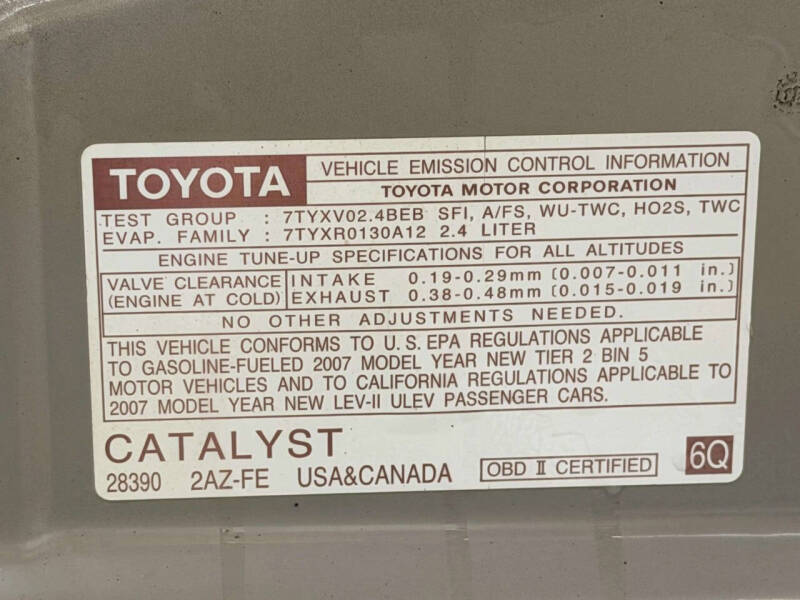 TOYOTA
VEHICLE EMISSION CONTROL INFORMATION
TOYOTA MOTOR CORPORATION
TEST GROUP : 7TYXV02.4BEB SFI, A/FS, WU-TWC, HO2S, TWC
EVAP. FAMILY : 7TYXR0130A12 2.4 LITER
ENGINE TUNE-UP SPECIFICATIONS FOR ALL ALTITUDES
VALVE CLEARANCE INTAKE 0.19-0.29mm (0.007-0.011 in.)
(ENGINE AT COLD) EXHAUST 0.38-0.48mm (0.015-0.019 in.)
NO OTHER ADJUSTMENTS NEEDED.
THIS VEHICLE CONFORMS TO U.S. EPA REGULATIONS APPLICABLE
TO GASOLINE-FUELED 2007 MODEL YEAR NEW TIER 2 BIN 5
MOTOR VEHICLES AND TO CALIFORNIA REGULATIONS APPLICABLE TO
2007 MODEL YEAR NEW LEV-II ULEV PASSENGER CARS.
CATALYST
28390 2AZ-FE USA&CANADA OBD II CERTIFIED 6Q